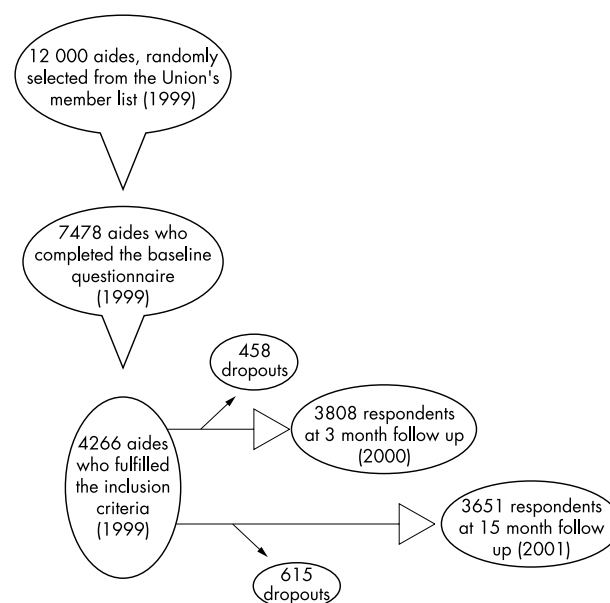 12 000 aides, randomly
selected from the Union's
member list (1999)
7478 aides who
completed the baseline
questionnaire
(1999)
458
dropouts
3808 respondents
at 3 month follow up
(2000)
4266 aides
who fulfilled
the inclusion
criteria
(1999)
3651 respondents
at 15 month follow
up (2001)
615
dropouts